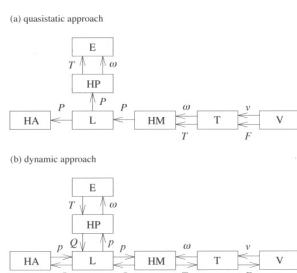 (a) quasistatic approach
E
T ω
HP
P
P P ω v
HA L HM T V
T F
(b) dynamic approach
E
T ω
HP
Q p
p p ω v
HA L HM T V